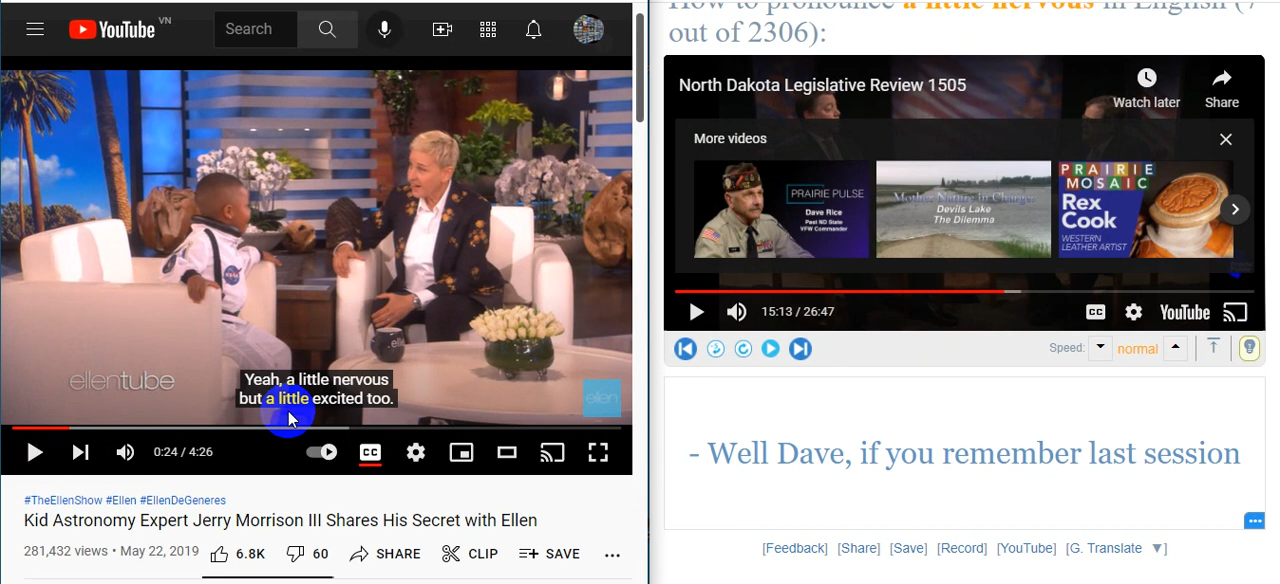 YouTube VN
Search
ellentube
Yeah, a little nervous
but a little excited too.
ellen
0:24 / 4:26
CC
#TheEllenShow #Ellen #EllenDeGeneres
Kid Astronomy Expert Jerry Morrison III Shares His Secret with Ellen
281,432 views • May 22, 2019
6.8K
60
SHARE
CLIP
SAVE
How to pronounce a little nervous in English (7
out of 2306):
North Dakota Legislative Review 1505
Watch later
Share
More videos
PRAIRIE PULSE
Dave Rice
Past ND State
VFW Commander
Mother Nature in Charge:
Devils Lake
The Dilemma
PRAIRIE
MOSAIC
Rex
Cook
WESTERN
LEATHER ARTIST
15:13 / 26:47
CC
YouTube
Speed:
normal
- Well Dave, if you remember last session
[Feedback] [Share] [Save] [Record] [YouTube] [G. Translate ▼]